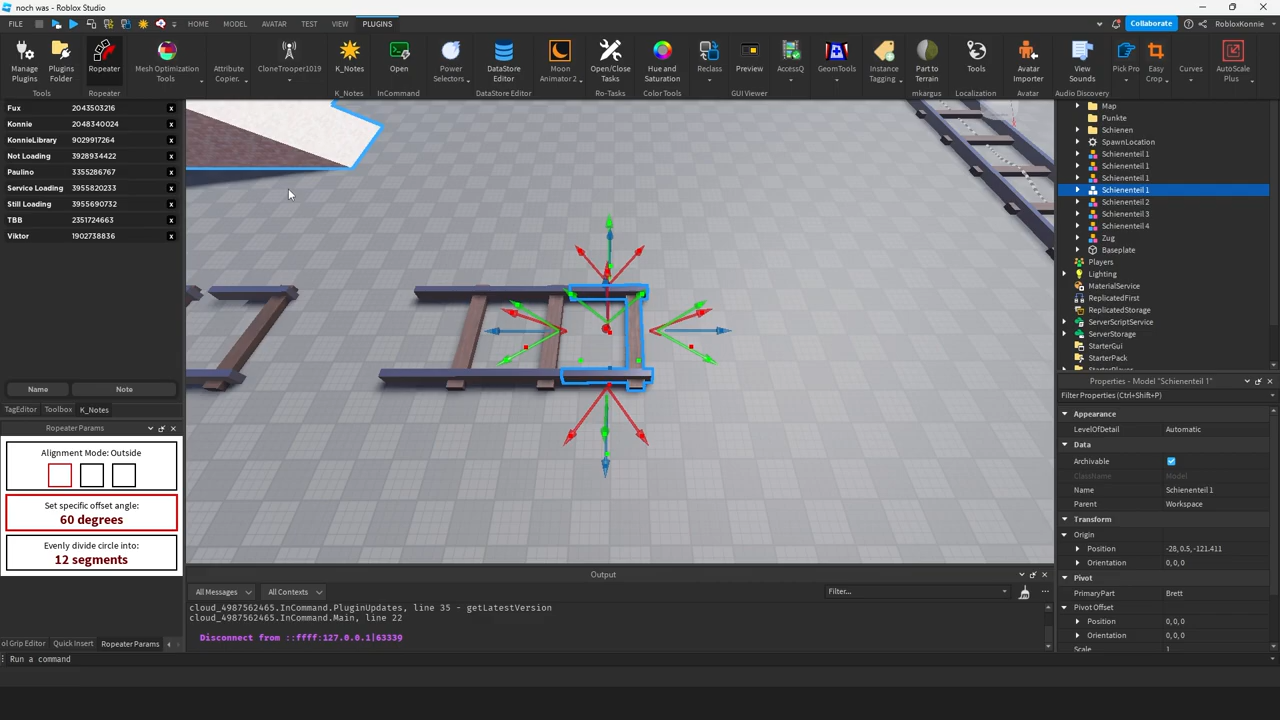 noch was - Roblox Studio
FILE HOME MODEL AVATAR TEST VIEW PLUGINS Collaborate RobloxKonnie
Manage Plugins
Plugins Folder
Repeater
Mesh Optimization Tools
Attribute Copier.
CloneTrooper1019
K_Notes
Open
Power Selectors
DataStore Editor
Moon Animator 2
Open/Close Tasks
Hue and Saturation
Reclass
Preview
AccessQ
GeomTools
Instance Tagging
Part to Terrain
Tools
Avatar Importer
View Sounds
Pick Pro
Easy Crop
Curves
AutoScale Plus
Tools Repeater K_Notes InCommand DataStore Editor Ro-Tasks Color Tools GUI Viewer mkargus Localization Avatar Audio Discovery
Fux 2043503216 x
Konnie 2048340024 x
KonnieLibrary 9029917264 x
Not Loading 3928934422 x
Paulino 3355286767 x
Service Loading 3955820233 x
Still Loading 3955690732 x
TBB 2351724663 x
Viktor 1902738836 x
Name Note
TagEditor Toolbox K_Notes
Ropeater Params
Alignment Mode: Outside
Set specific offset angle:
60 degrees
Evenly divide circle into:
12 segments
ol Grip Editor Quick Insert Ropeater Params
Map
Punkte
Schienen
SpawnLocation
Schienenteil 1
Schienenteil 1
Schienenteil 1
Schienenteil 1
Schienenteil 2
Schienenteil 3
Schienenteil 4
Zug
Baseplate
Players
Lighting
MaterialService
ReplicatedFirst
ReplicatedStorage
ServerScriptService
ServerStorage
StarterGui
StarterPack
StarterPlayer
Properties - Model "Schienenteil 1"
Filter Properties (Ctrl+Shift+P)
Appearance
LevelOfDetail Automatic
Data
Archivable
ClassName Model
Name Schienenteil 1
Parent Workspace
Transform
Origin
Position -28, 0.5, -121.411
Orientation 0, 0, 0
Pivot
PrimaryPart Brett
Pivot Offset
Position 0, 0, 0
Orientation 0, 0, 0
Scale 1
Output
All Messages All Contexts Filter...
cloud_4987562465.InCommand.PluginUpdates, line 35 - getLatestVersion
cloud_4987562465.InCommand.Main, line 22
Disconnect from ::ffff:127.0.0.1|63339
Run a command